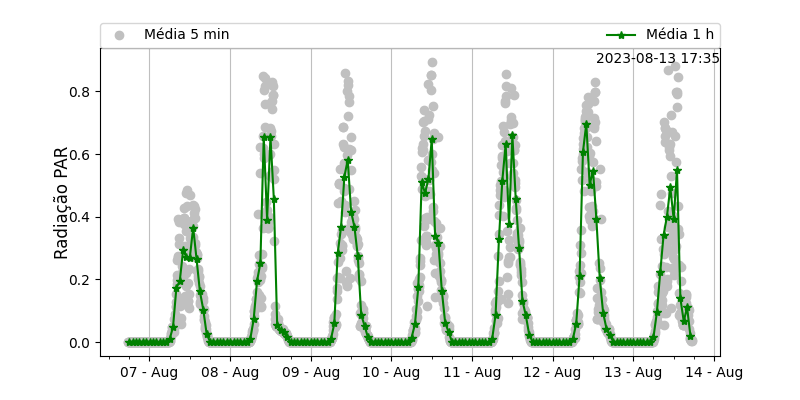 Média 5 min
Média 1 h
2023-08-13 17:35
Radiação PAR
0.8
0.6
0.4
0.2
0.0
07 - Aug
08 - Aug
09 - Aug
10 - Aug
11 - Aug
12 - Aug
13 - Aug
14 - Aug